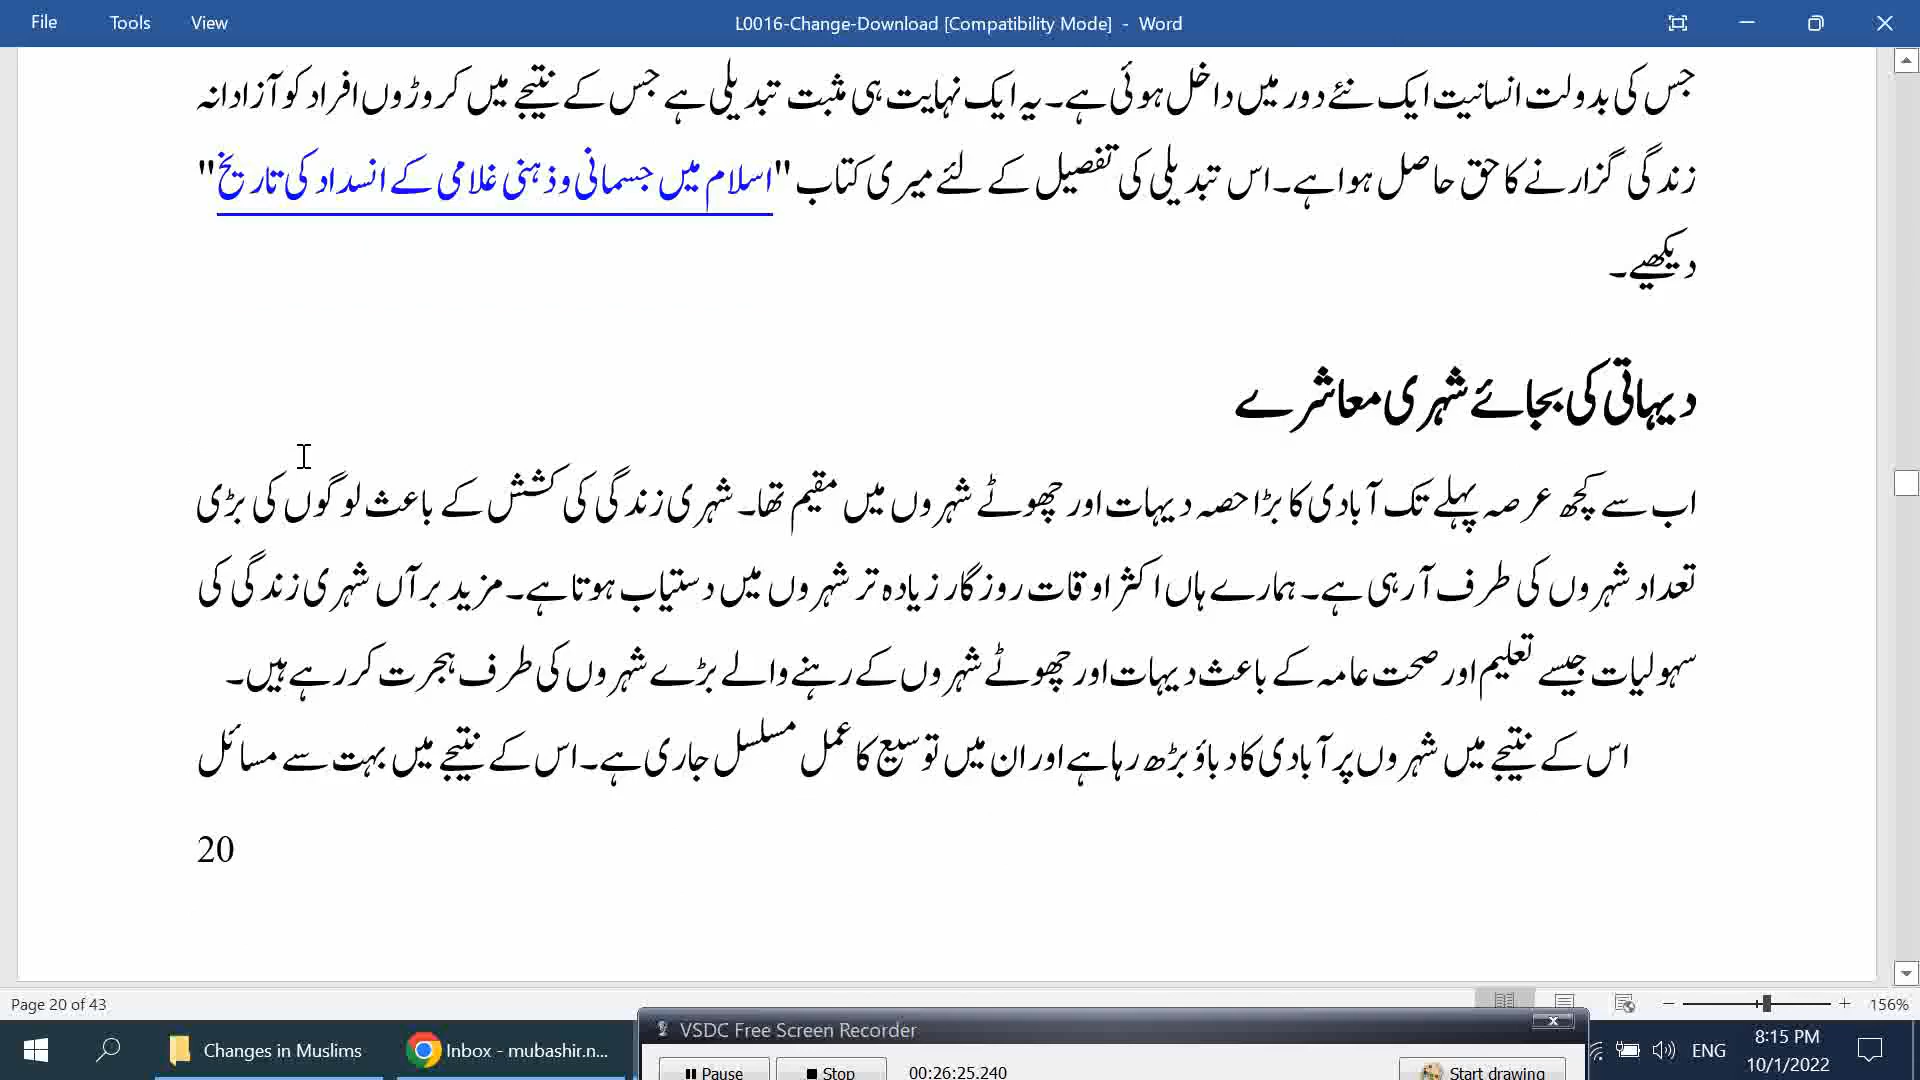 File Tools View L0016-Change-Download [Compatibility Mode] - Word
جس کی بدولت انسانیت ایک نئے دور میں داخل ہوئی ہے۔ یہ ایک نہایت ہی مثبت تبدیلی ہے جس کے نتیجے میں کروڑوں افراد کو آزادانہ
زندگی گزارنے کا حق حاصل ہوا ہے۔ اس تبدیلی کی تفصیل کے لئے میری کتاب "اسلام میں جسمانی و ذہنی غلامی کے انسداد کی تاریخ"
دیکھیے۔
دیہاتی کی بجائے شہری معاشرے
اب سے کچھ عرصہ پہلے تک آبادی کا بڑا حصہ دیہات اور چھوٹے شہروں میں مقیم تھا۔ شہری زندگی کی کشش کے باعث لوگوں کی بڑی
تعداد شہروں کی طرف آ رہی ہے۔ ہمارے ہاں اکثر اوقات روزگار زیادہ تر شہروں میں دستیاب ہوتا ہے۔ مزید برآں شہری زندگی کی
سہولیات جیسے تعلیم اور صحت عامہ کے باعث دیہات اور چھوٹے شہروں کے رہنے والے بڑے شہروں کی طرف ہجرت کر رہے ہیں۔
اس کے نتیجے میں شہروں پر آبادی کا دباؤ بڑھ رہا ہے اور ان میں توسیع کا عمل مسلسل جاری ہے۔ اس کے نتیجے میں بہت سے مسائل
20
Page 20 of 43
156%
VSDC Free Screen Recorder
Changes in Muslims
Inbox - mubashir.n...
Pause
Stop
00:26:25.240
Start drawing
ENG
8:15 PM
10/1/2022